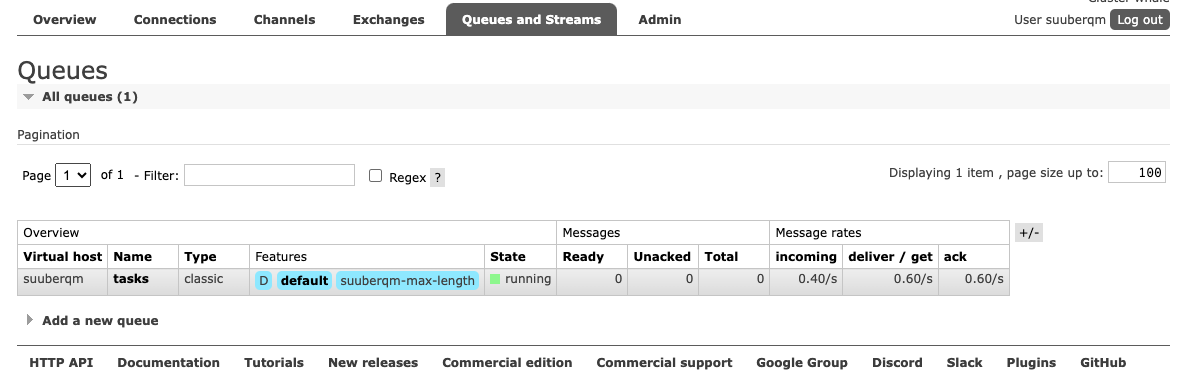 Cluster whale
Overview Connections Channels Exchanges Queues and Streams Admin User suuberqm Log out
Queues
All queues (1)
Pagination
Page 1 of 1 - Filter: Regex ? Displaying 1 item , page size up to: 100
Overview Messages Message rates +/-
Virtual host Name Type Features State Ready Unacked Total incoming deliver / get ack
suuberqm tasks classic D default suuberqm-max-length running 0 0 0 0.40/s 0.60/s 0.60/s
Add a new queue
HTTP API Documentation Tutorials New releases Commercial edition Commercial support Google Group Discord Slack Plugins GitHub